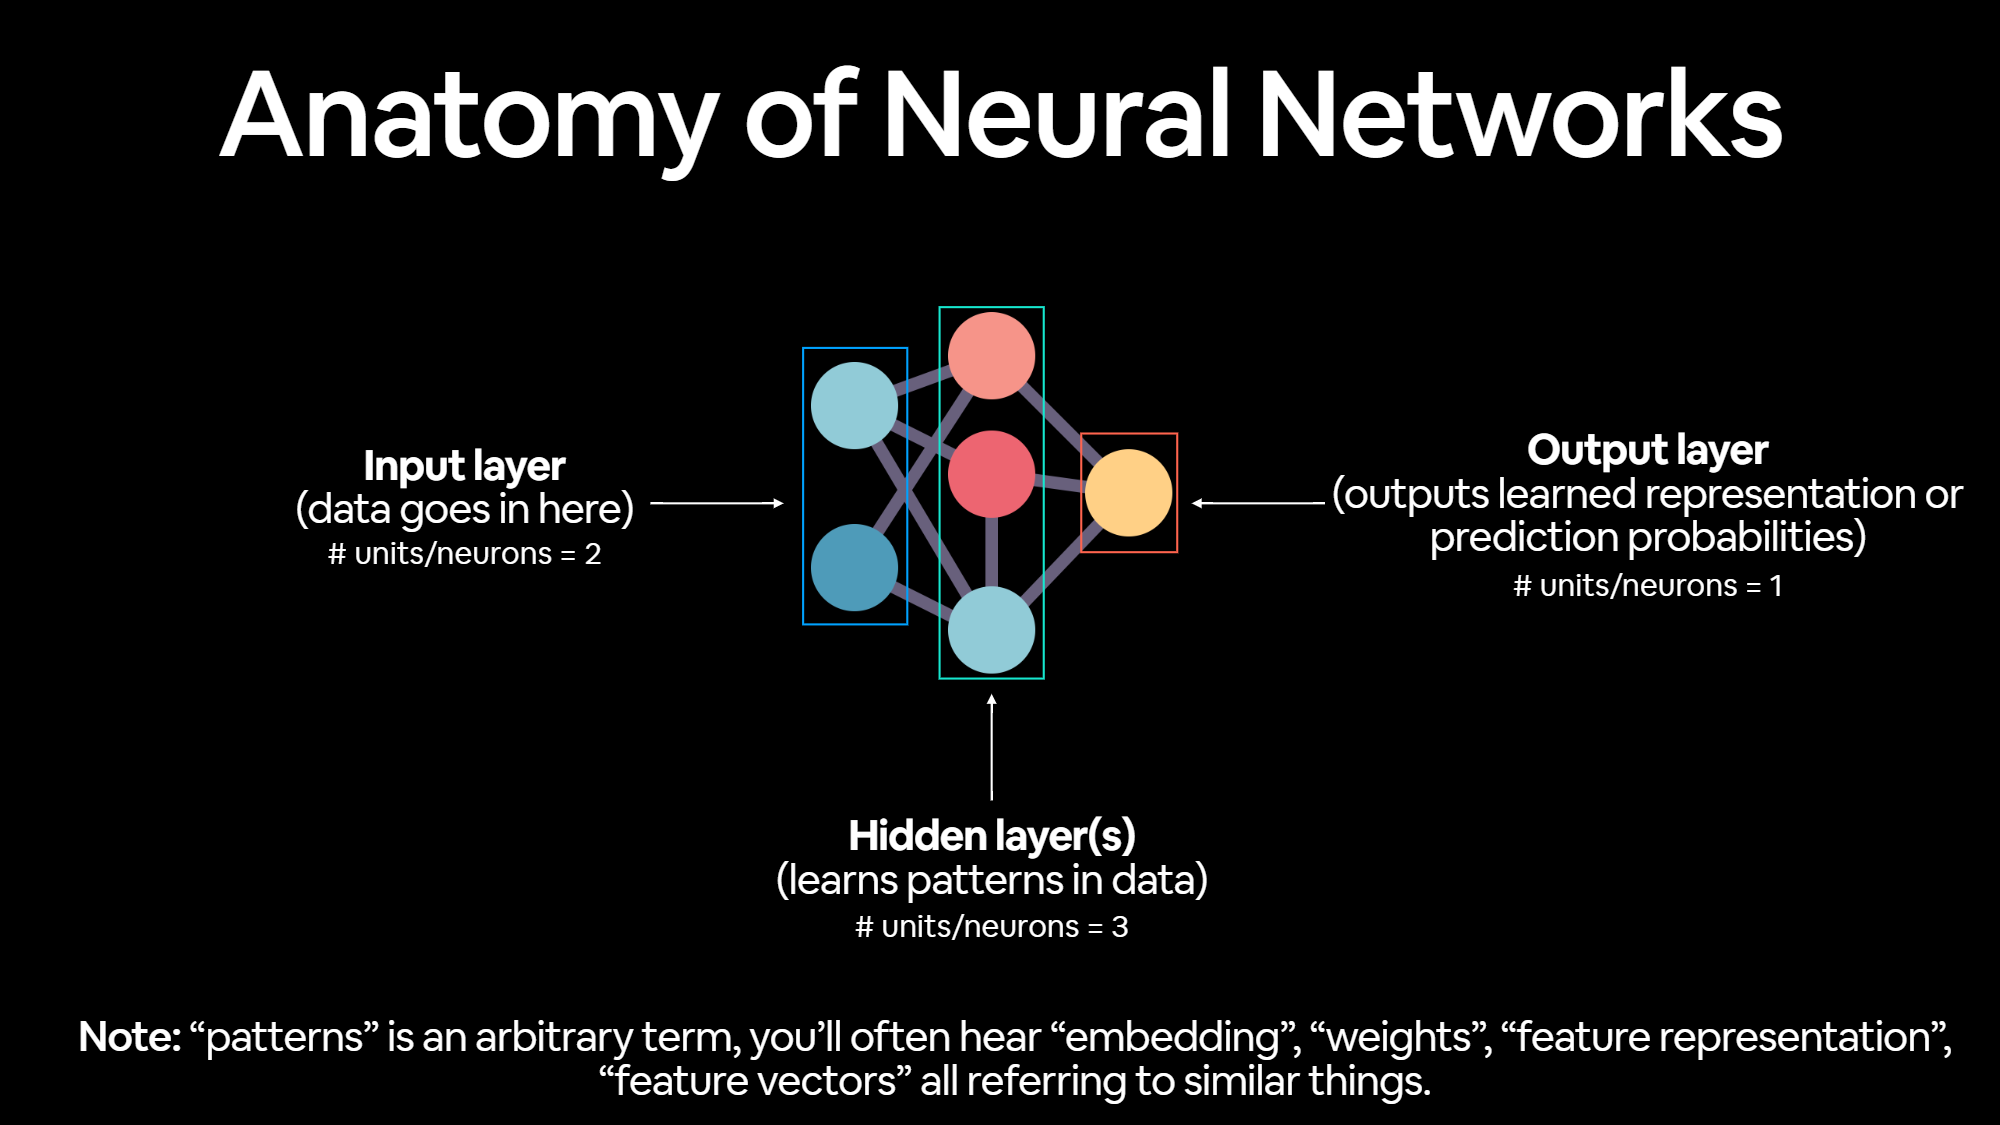 Anatomy of Neural Networks
Input layer
(data goes in here)
# units/neurons = 2
Output layer
(outputs learned representation or
prediction probabilities)
# units/neurons = 1
Hidden layer(s)
(learns patterns in data)
# units/neurons = 3
Note: “patterns” is an arbitrary term, you’ll often hear “embedding”, “weights”, “feature representation”,
“feature vectors” all referring to similar things.